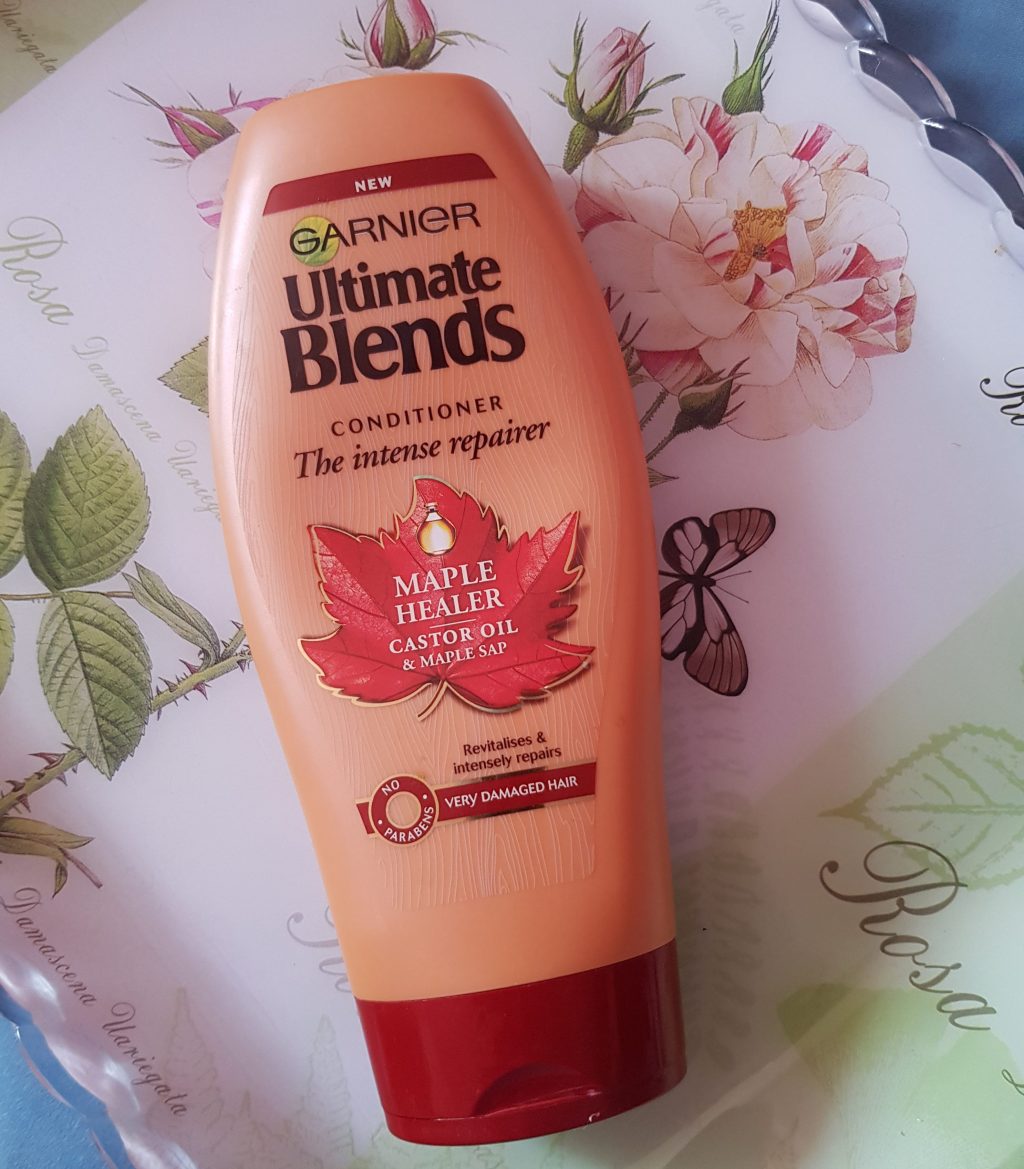 NEW
GARNIER
Ultimate
Blends
CONDITIONER
The intense repairer
MAPLE
HEALER
CASTOR OIL
& MAPLE SAP
Revitalises &
intensely repairs
VERY DAMAGED HAIR
NO
PARABENS
Variegata
Variegata
Rosa
Damascena Varieg
Rosa
Damascena Variegata